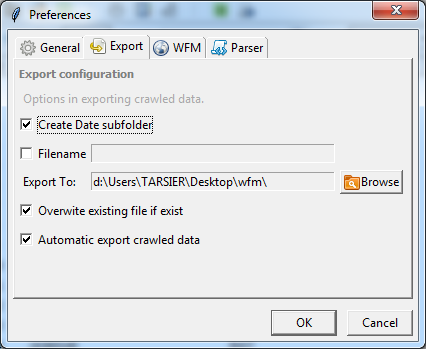 Preferences
General Export WFM Parser
Export configuration
Options in exporting crawled data.
Create Date subfolder
Filename
Export To: d:\Users\TARSIER\Desktop\wfm\ Browse
Overwite existing file if exist
Automatic export crawled data
OK Cancel